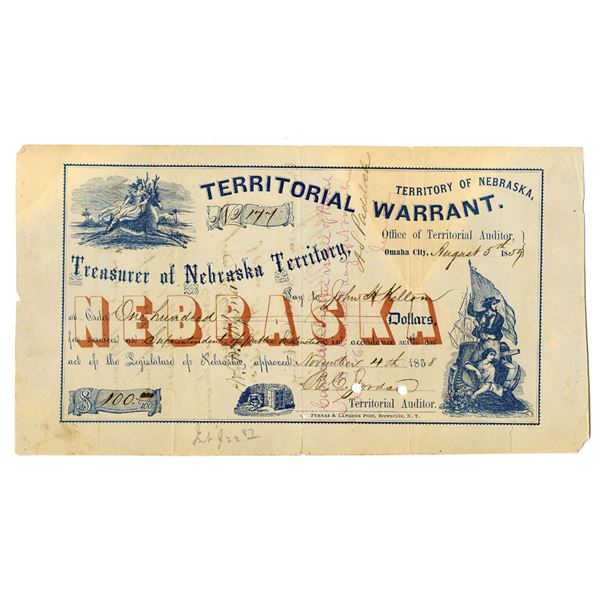 TERRITORIAL WARRANT.
No 177
TERRITORY OF NEBRASKA,
Office of Territorial Auditor,
Omaha City, August 5th 1859
Treasurer of Nebraska Territory,
Pay to John H Kellom
or Order One hundred Dollars,
NEBRASKA
for services as Superintendent of Public Instruction in accordance with an
act of the Legislature of Nebraska, approved November 4th 1858
$ 100.00/100
Jordan
Territorial Auditor.
FURNAS & LANGDON Print, Brownville, N. T.